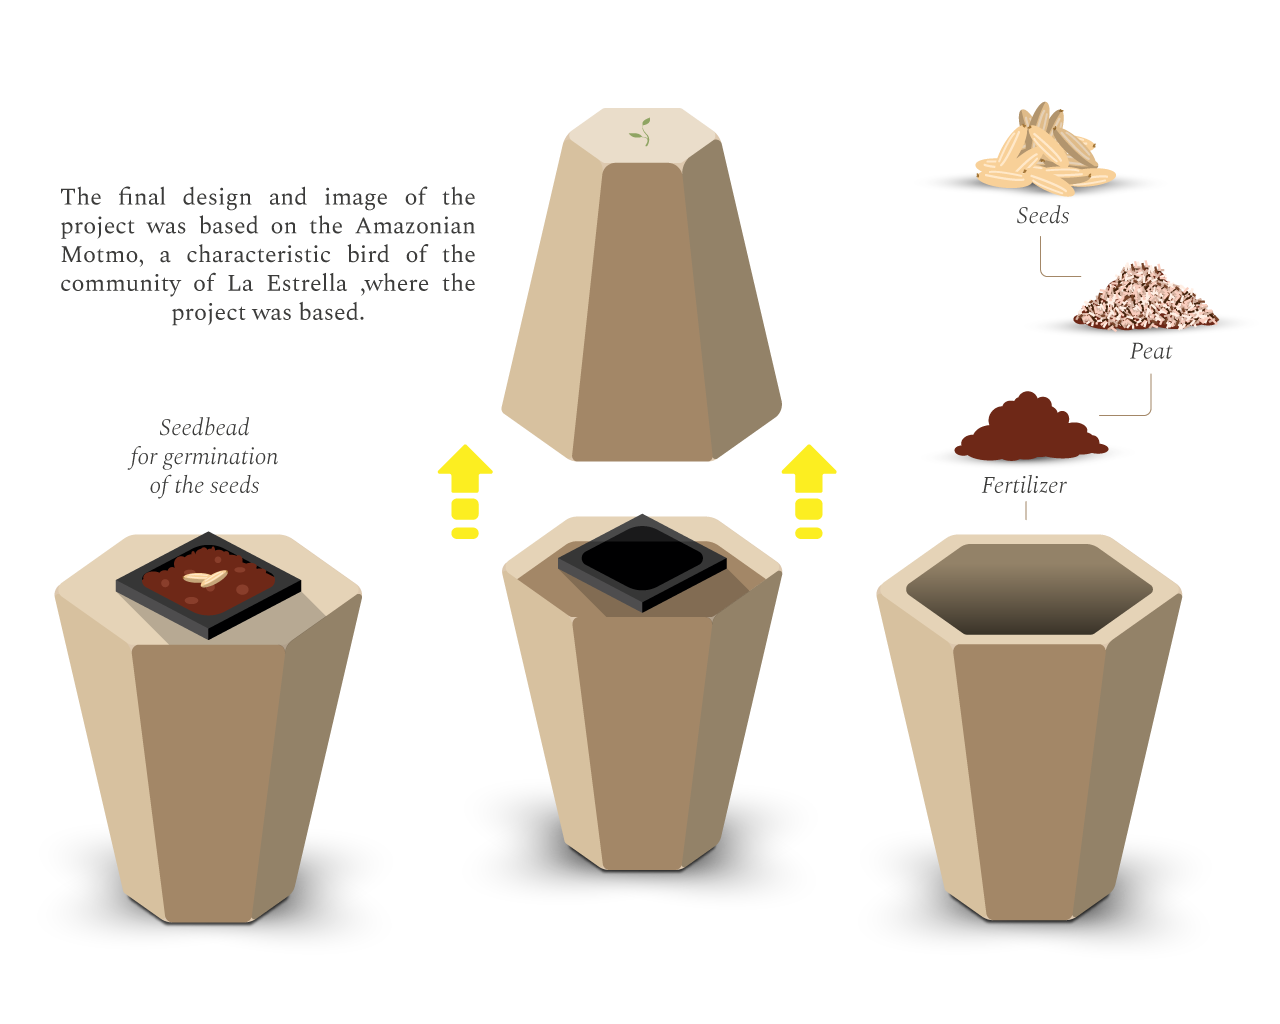 The final design and image of the
project was based on the Amazonian
Motmo, a characteristic bird of the
community of La Estrella ,where the
project was based.
Seedbead
for germination
of the seeds
Seeds
Peat
Fertilizer